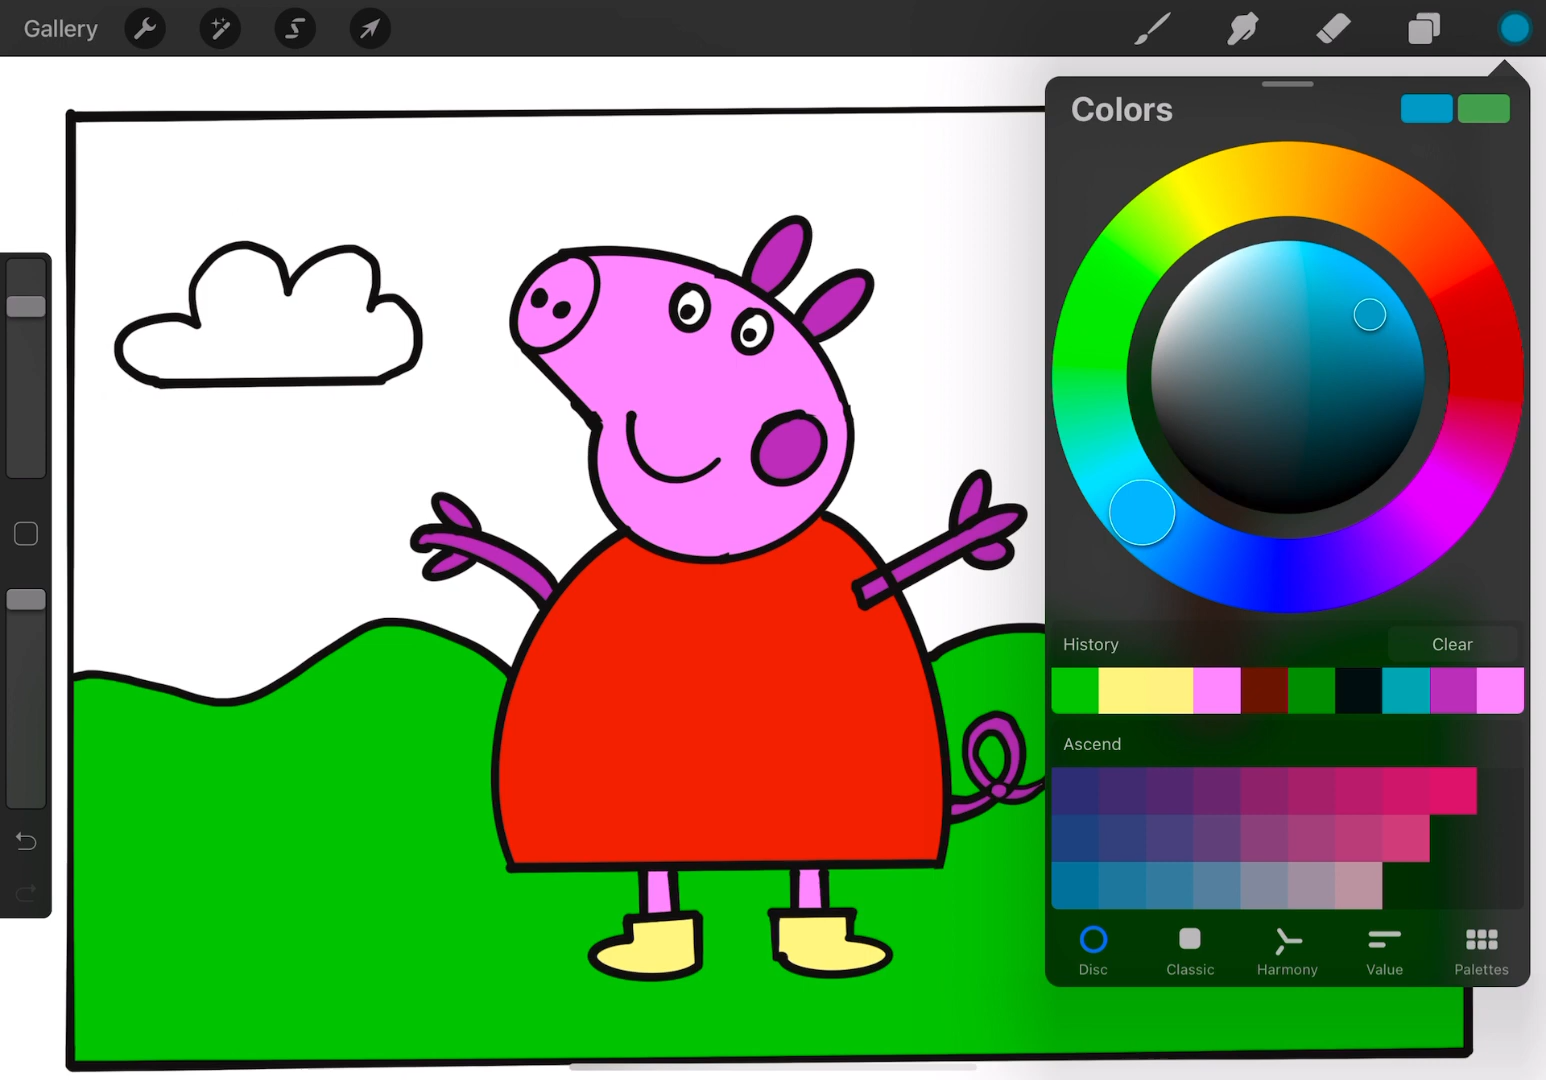 Gallery
Colors
History
Clear
Ascend
Disc
Classic
Harmony
Value
Palettes